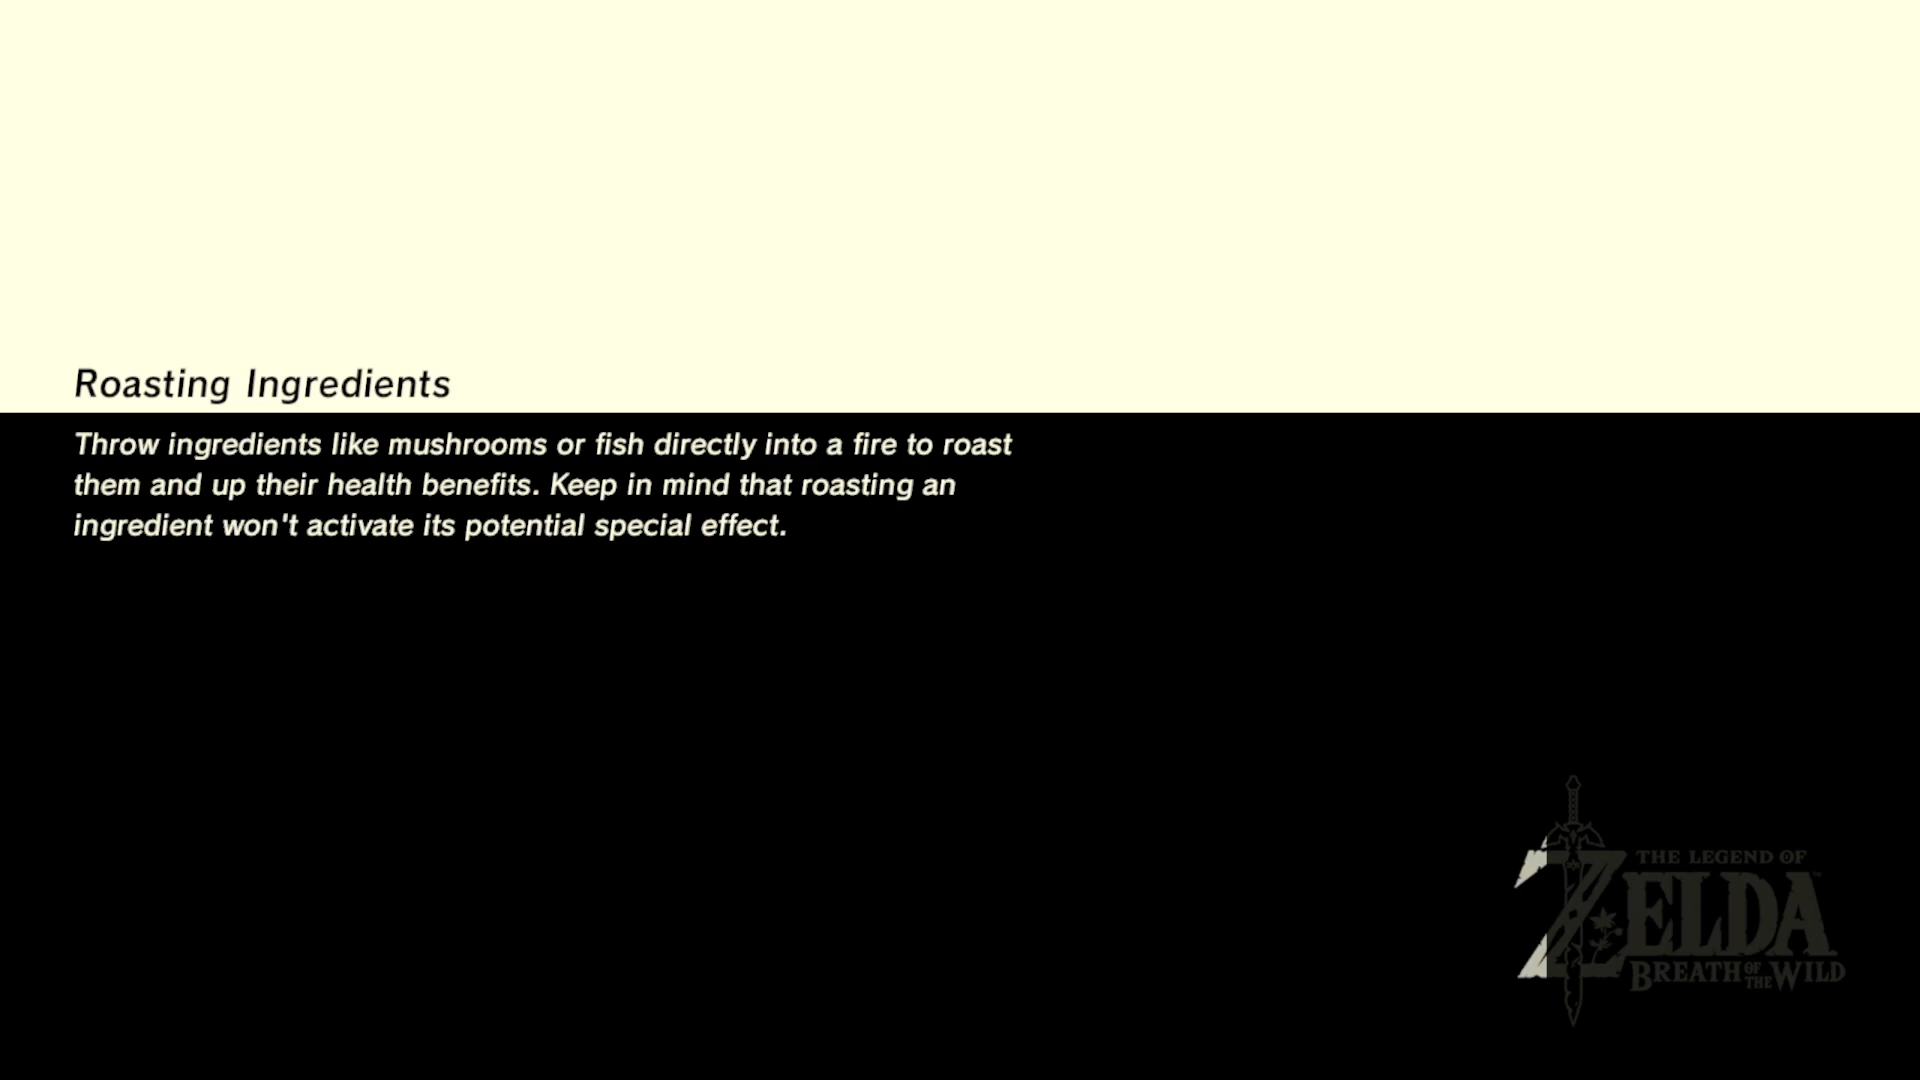 Roasting Ingredients
Throw ingredients like mushrooms or fish directly into a fire to roast
them and up their health benefits. Keep in mind that roasting an
ingredient won't activate its potential special effect.
THE LEGEND OF
ZELDA™
BREATH OF THE WILD